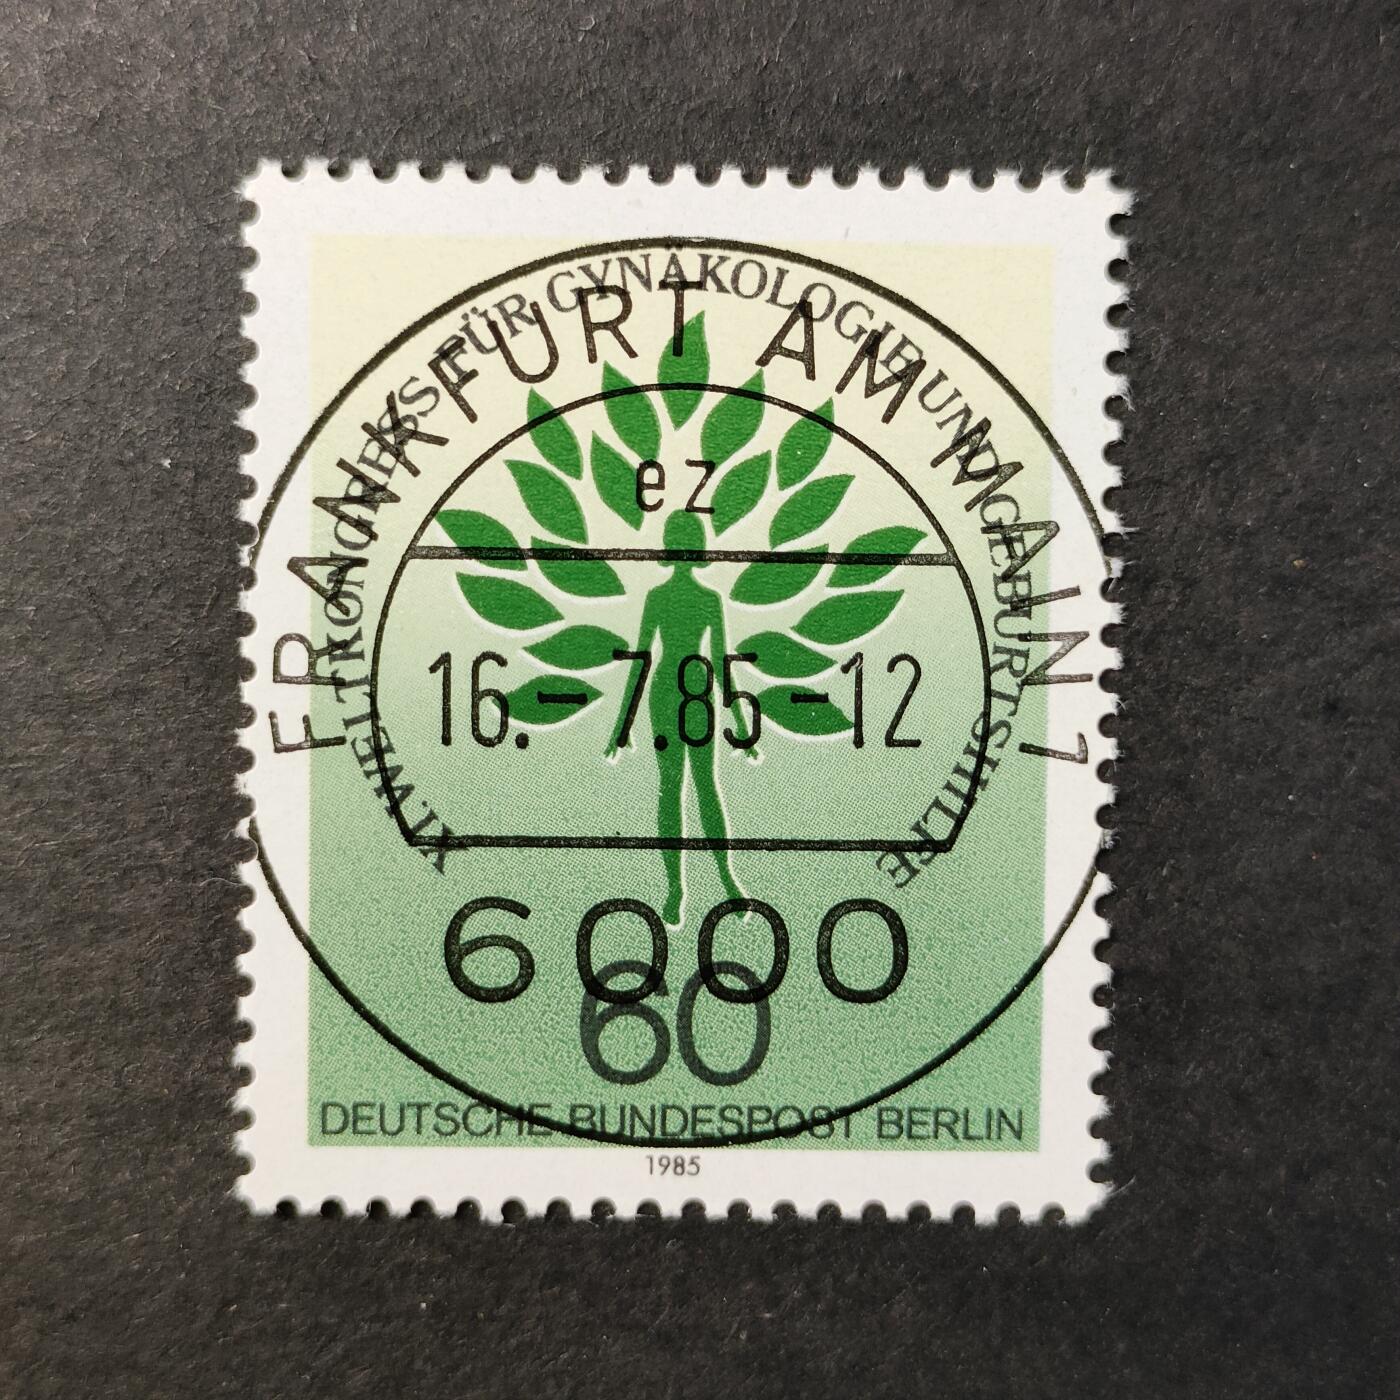 XI. WELTKONGRESS FÜR GYNÄKOLOGIE UND GEBURTSHILFE
FRANKFURT AM MAIN 1
ez
16.-7.85-12
6000
60
DEUTSCHE BUNDESPOST BERLIN
1985